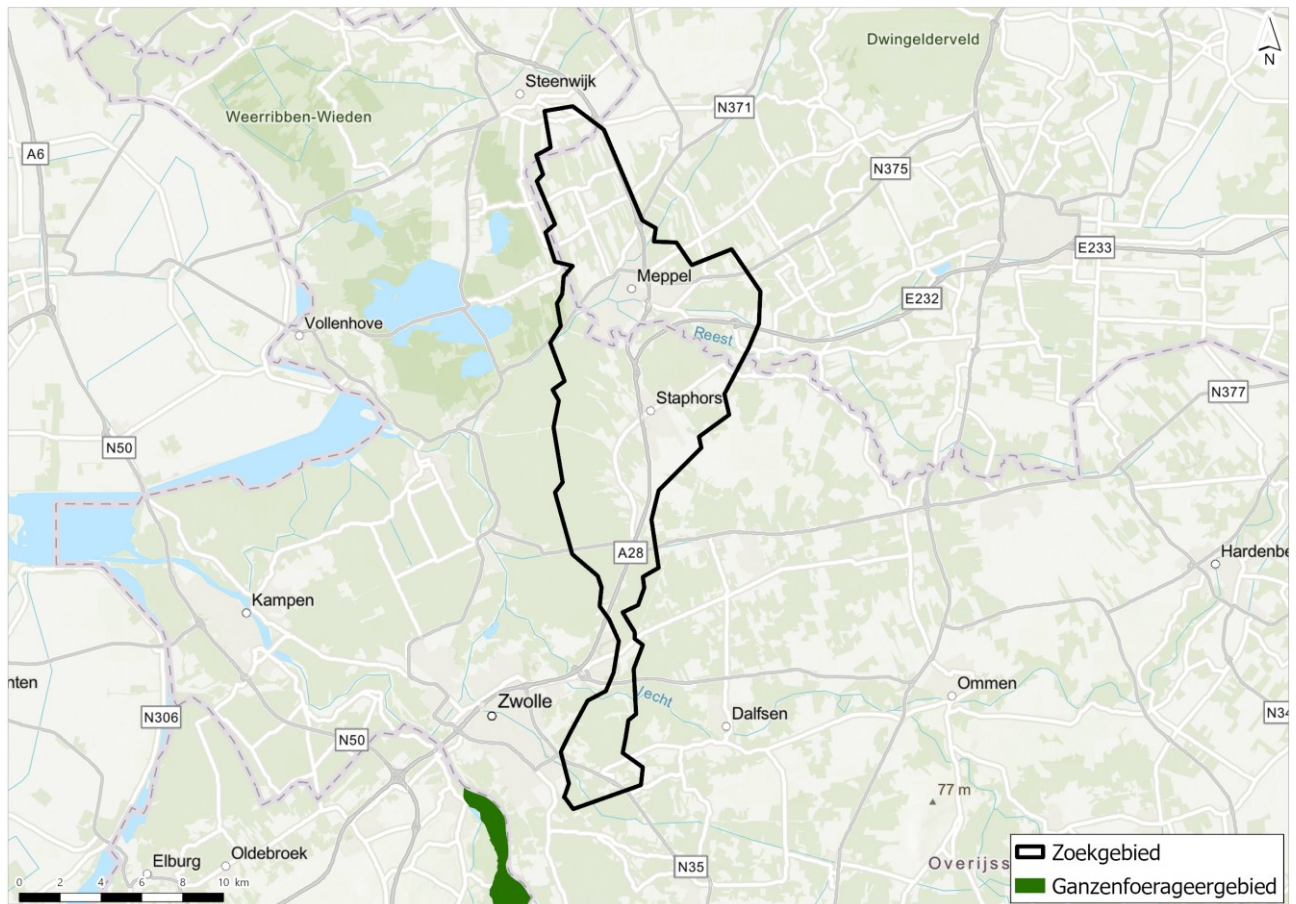 Dwingelderveld
N
Steenwijk
Weerribben-Wieden
N371
A6
N375
E233
Meppel
E232
Vollenhove
Reest
N377
Staphors
N50
A28
Hardenbe
Kampen
nten
Ommen
Zwolle
Vecht
Dalfsen
N306
N34
N50
77 m
Zoekgebied
Overijss
N35
Elburg
Oldebroek
0 2 4 6 8 10 km
Ganzenfoerageergebied